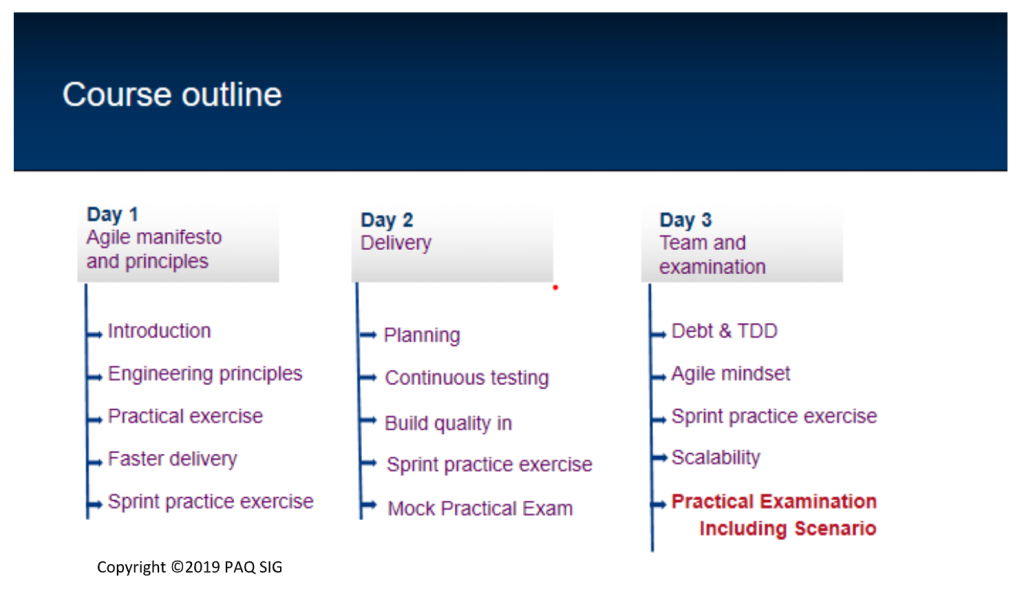 Course outline
Day 1
Agile manifesto
and principles
Introduction
Engineering principles
Practical exercise
Faster delivery
Sprint practice exercise
Day 2
Delivery
Planning
Continuous testing
Build quality in
Sprint practice exercise
Mock Practical Exam
Day 3
Team and
examination
Debt & TDD
Agile mindset
Sprint practice exercise
Scalability
Practical Examination
Including Scenario
Copyright ©2019 PAQ SIG